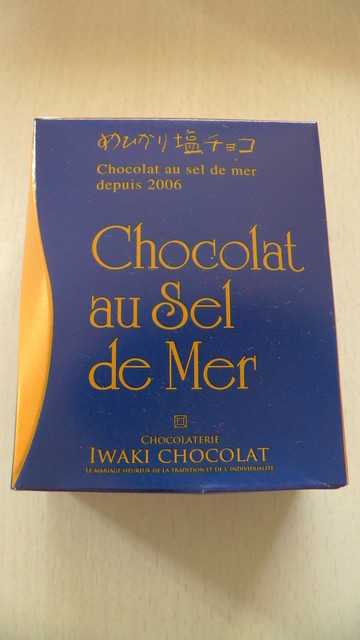 めひかり塩チョコ
Chocolat au sel de mer
depuis 2006
Chocolat
au Sel
de Mer
CHOCOLATERIE
IWAKI CHOCOLAT
LE MARIAGE HEUREUX DE LA TRADITION ET DE L'INDIVIDUALITÉ